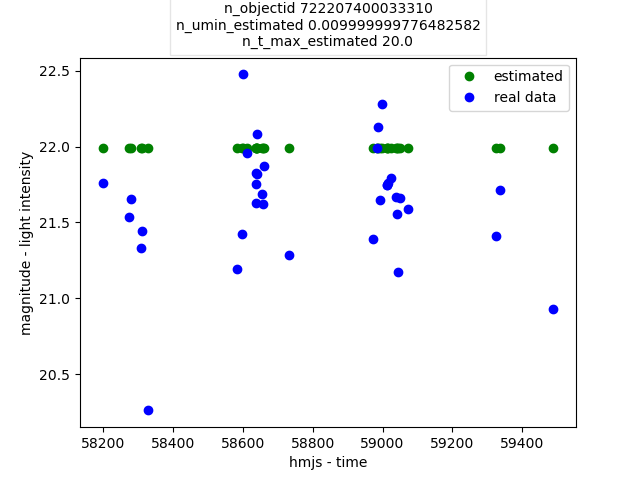 n_objectid 722207400033310
n_umin_estimated 0.009999999776482582
n_t_max_estimated 20.0
22.5
22.0
21.5
21.0
20.5
magnitude - light intensity
estimated
real data
58200 58400 58600 58800 59000 59200 59400
hmjs - time